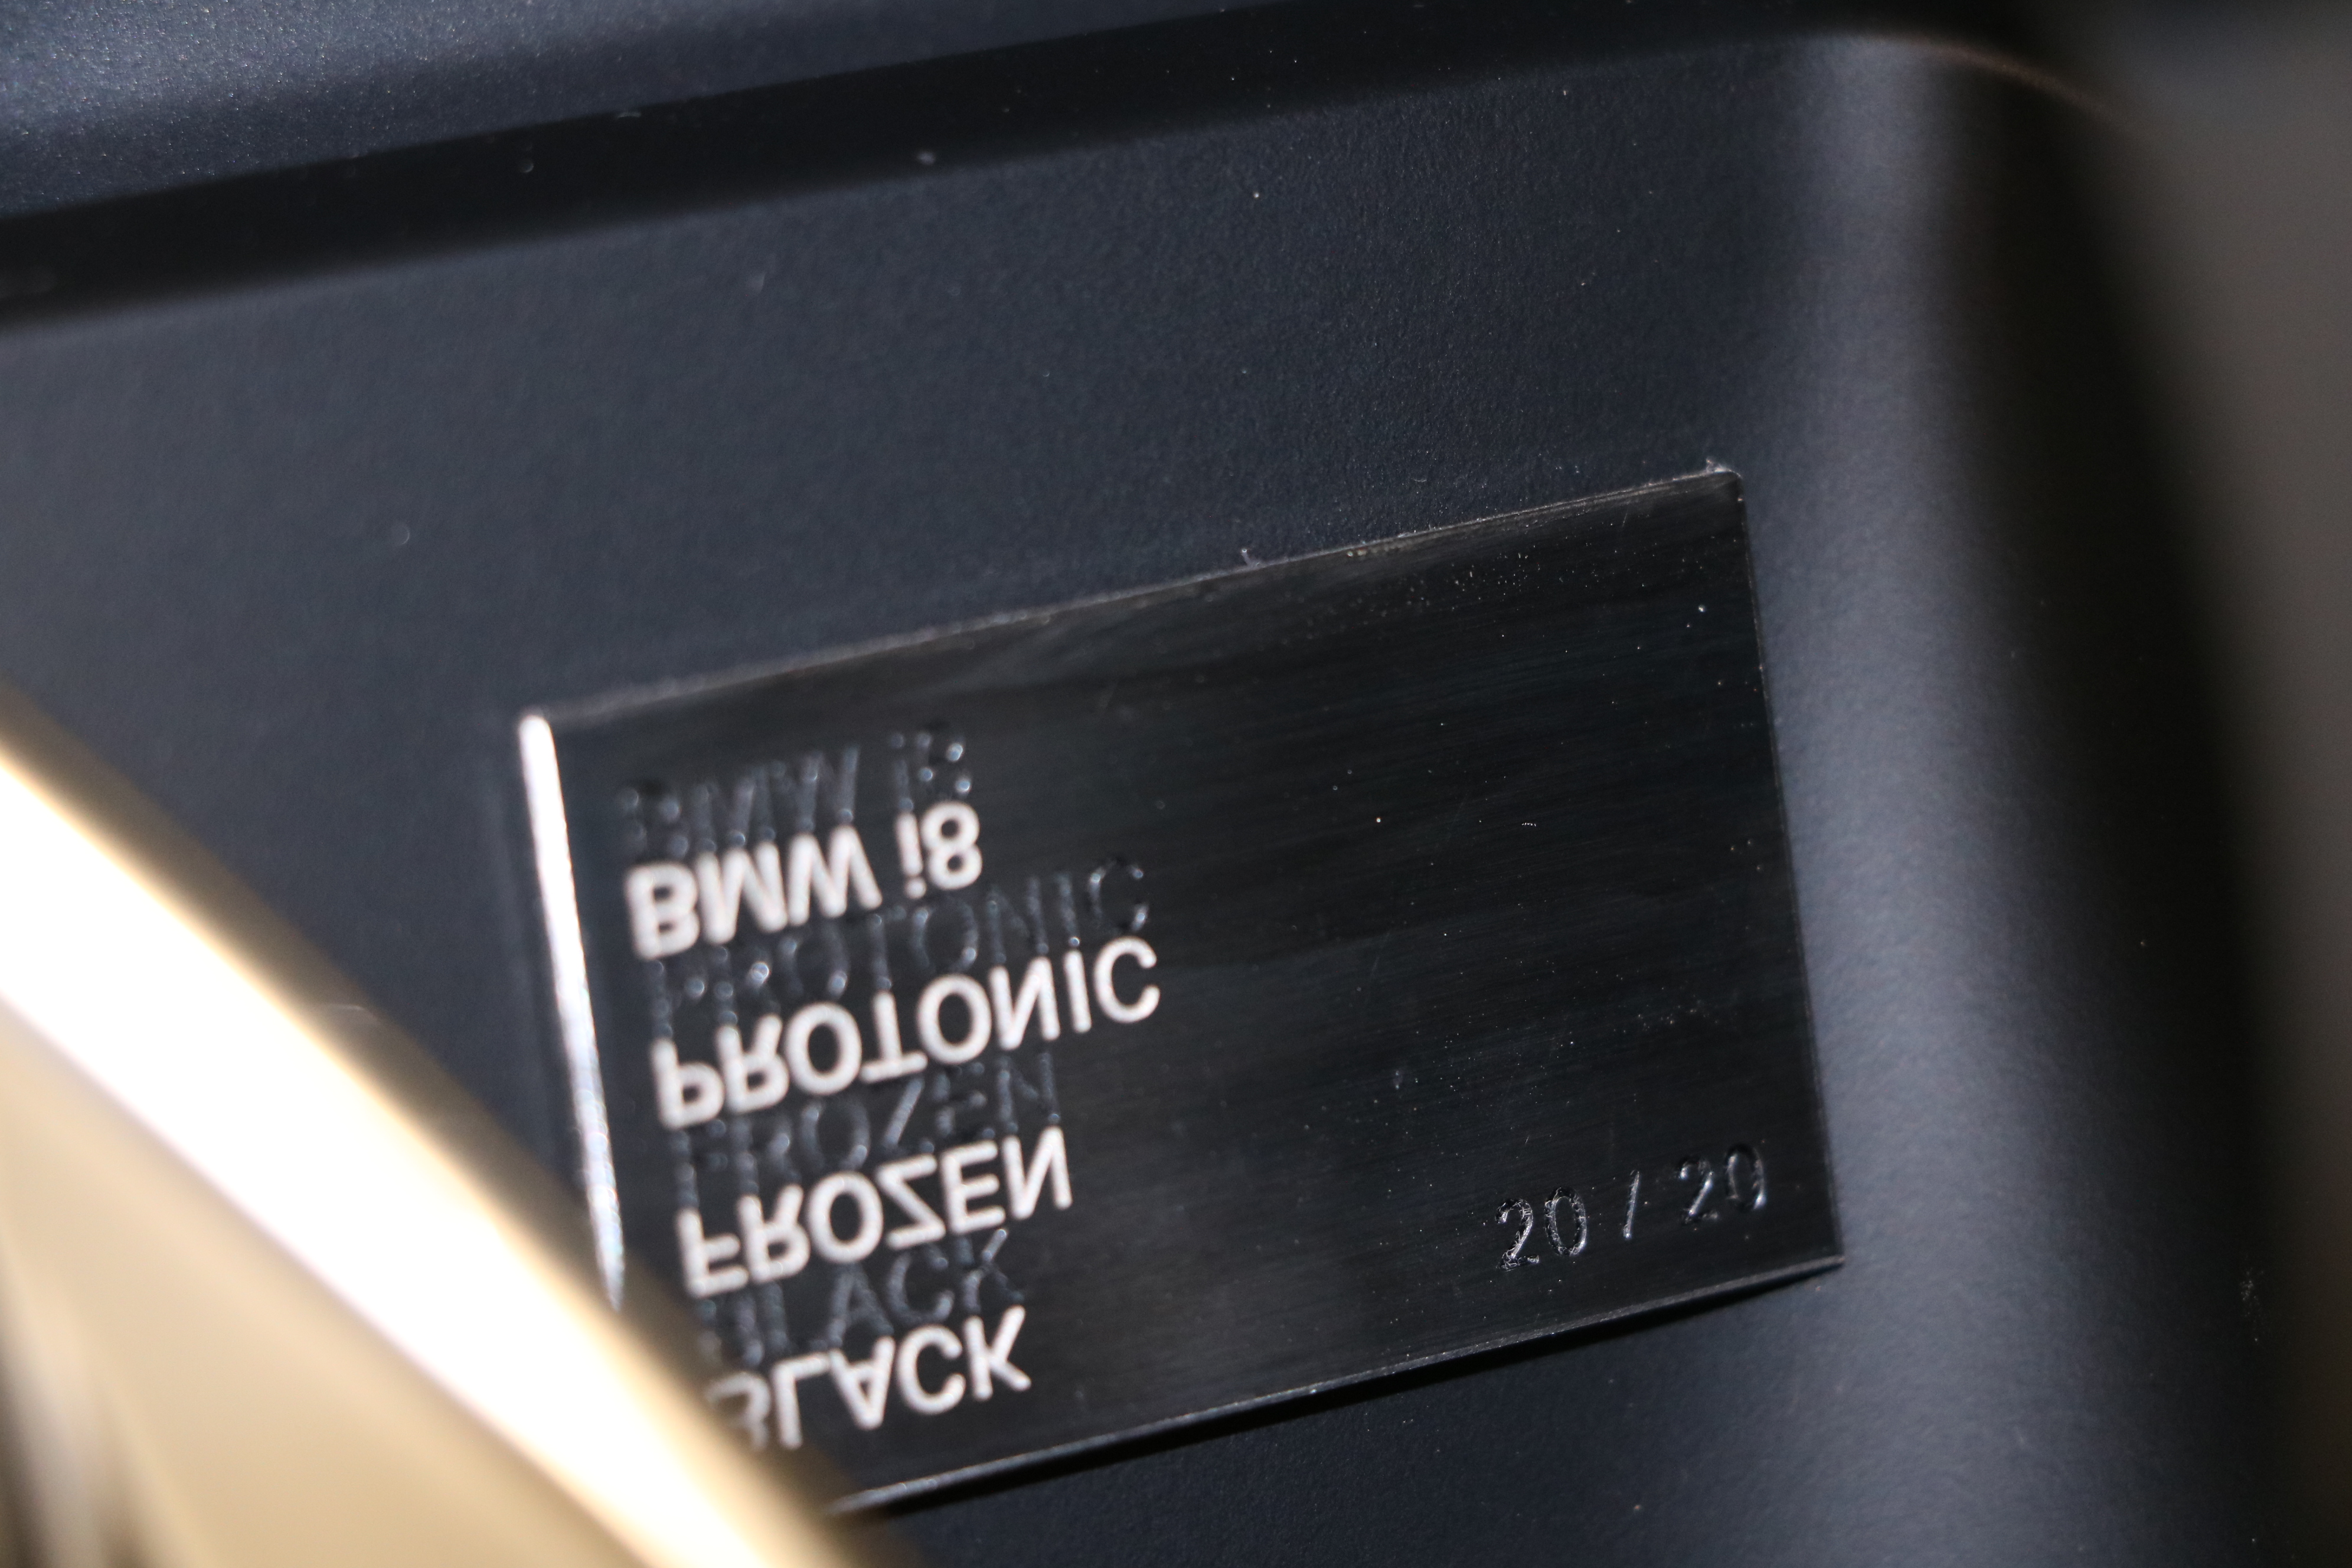 BMW i8
PROTONIC
FROZEN
BLACK
20 / 20